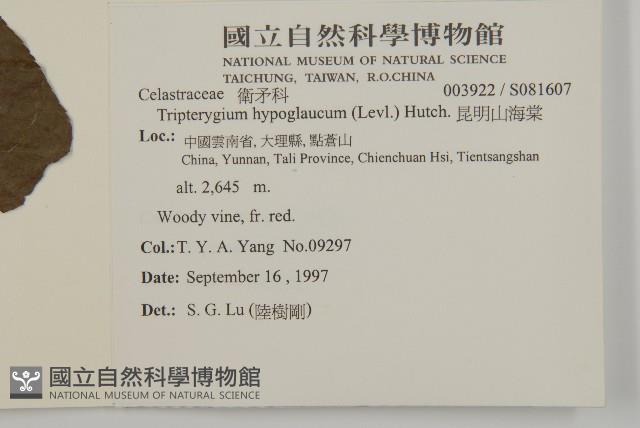 國立自然科學博物館
NATIONAL MUSEUM OF NATURAL SCIENCE
TAICHUNG, TAIWAN, R.O.CHINA
003922 / S081607
Celastraceae 衛矛科
Tripterygium hypoglaucum (Levl.) Hutch. 昆明山海棠
Loc.: 中國雲南省, 大理縣, 點蒼山
China, Yunnan, Tali Province, Chienchuan Hsi, Tientsangshan
alt. 2,645 m.
Woody vine, fr. red.
Col.: T. Y. A. Yang No.09297
Date: September 16 , 1997
Det.: S. G. Lu (陸樹剛)
國立自然科學博物館
NATIONAL MUSEUM OF NATURAL SCIENCE